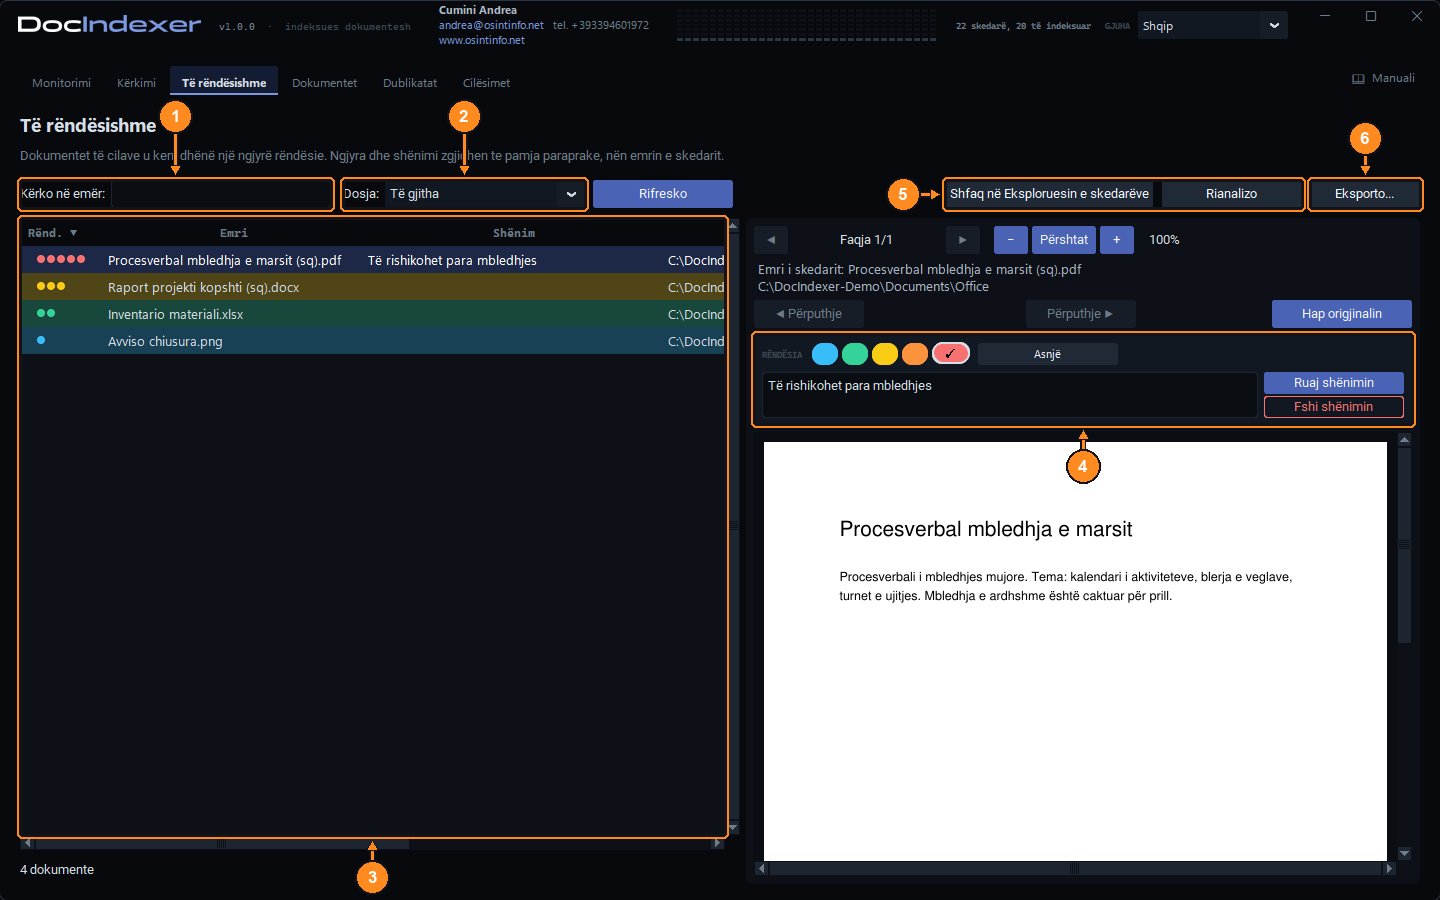 DocIndexer v1.0.0 · indeksues dokumentesh
Cumini Andrea
andrea@osintinfo.net tel. +393394601972
www.osintinfo.net
22 skedarë, 20 të indeksuar GJUHA Shqip
Monitorimi Kërkimi Të rëndësishme Dokumentet Dublikatat Cilësimet Manuali
Të rëndësishme 1 2 6
Dokumentet të cilave u keni dhënë një ngjyrë rëndësie. Ngjyra dhe shënimi zgjidhen te pamja paraprake, nën emrin e skedarit.
Kërko në emër: Dosja: Të gjitha Rifresko 5 Shfaq në Eksploruesin e skedarëve Rianalizo Eksporto...
Rënd. ▼ Emri Shënim
Procesverbal mbledhja e marsit (sq).pdf Të rishikohet para mbledhjes C:\DocInd
Raport projekti kopshti (sq).docx C:\DocInd
Inventario materiali.xlsx C:\DocInd
Avviso chiusura.png C:\DocInd
◀ Faqja 1/1 ▶ − Përshtat + 100%
Emri i skedarit: Procesverbal mbledhja e marsit (sq).pdf
C:\DocIndexer-Demo\Documents\Office
◀ Përputhje Përputhje ▶ Hap origjinalin
RËNDËSIA ✓ Asnjë
Të rishikohet para mbledhjes Ruaj shënimin
Fshi shënimin
4
Procesverbal mbledhja e marsit
Procesverbali i mbledhjes mujore. Tema: kalendari i aktiviteteve, blerja e veglave,
turnet e ujitjes. Mbledhja e ardhshme është caktuar për prill.
4 dokumente 3